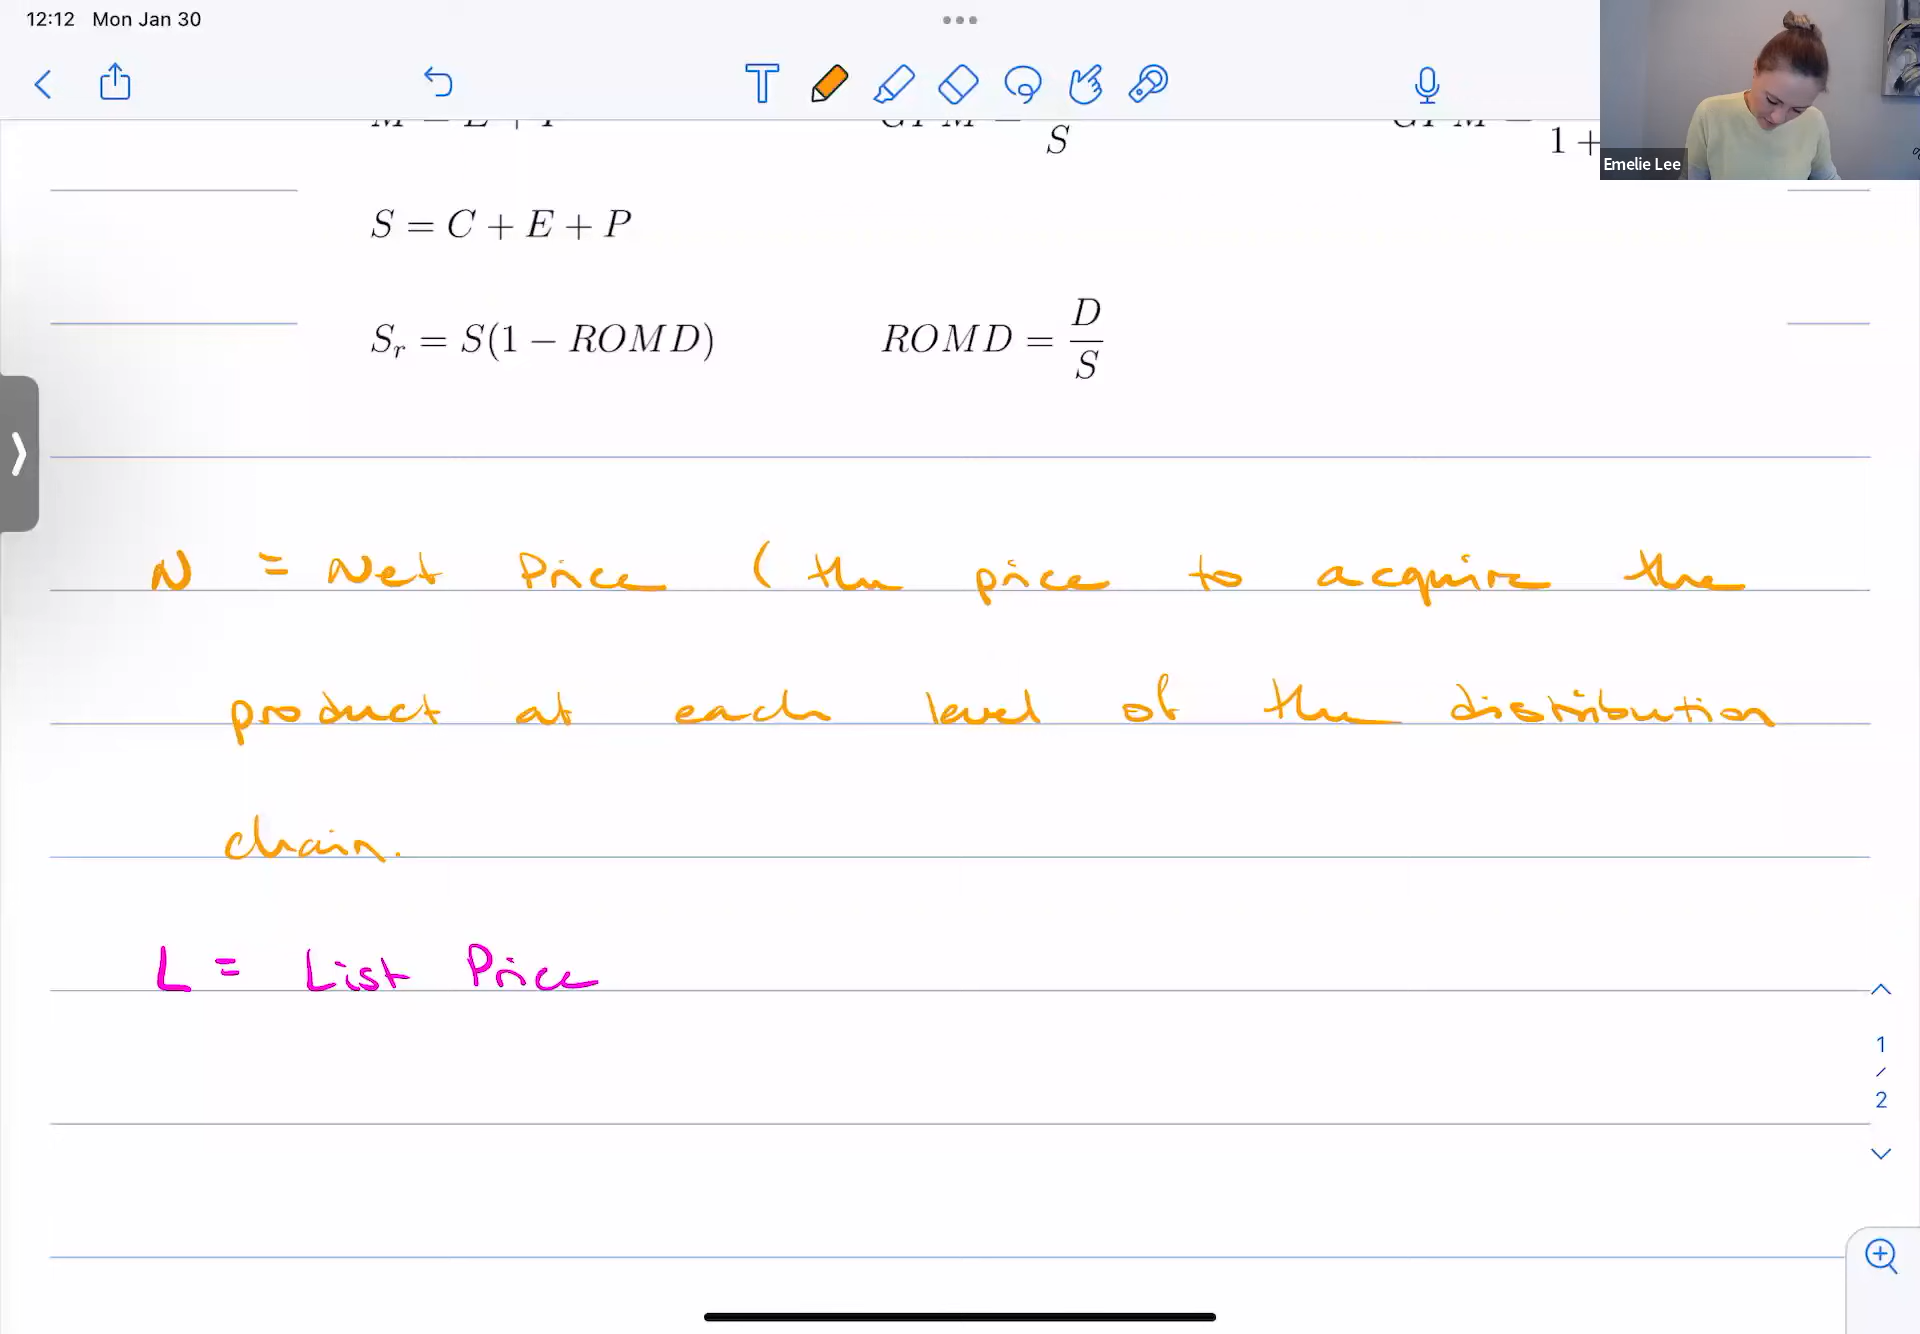 12:12 Mon Jan 30
S
1 +
Emelie Lee
S = C + E + P
S_r = S(1 − ROMD) ROMD = D/S
N = Net Price ( the price to acquire the
product at each level of the distribution
chain.
L = List Price
1
/
2